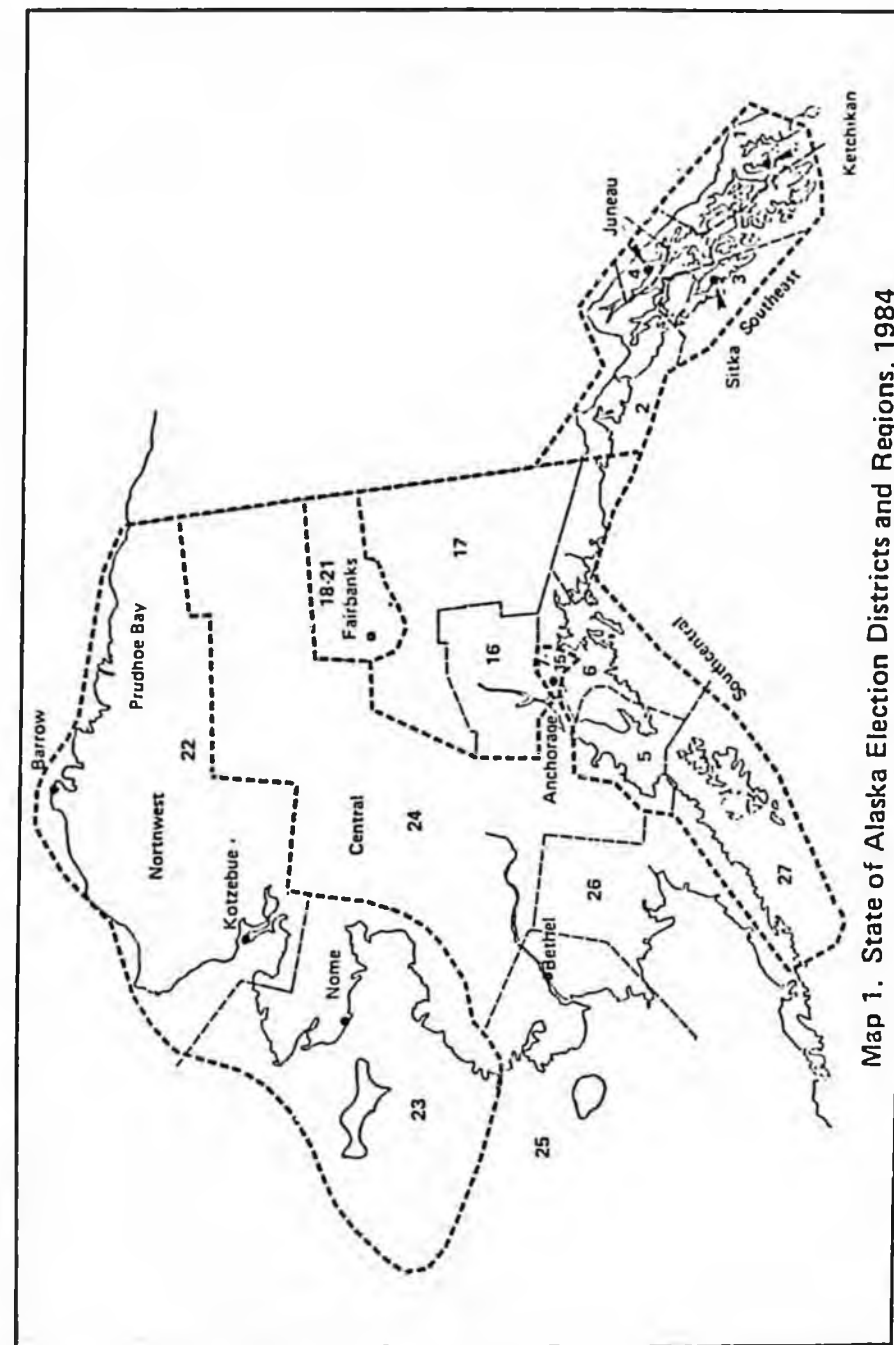 Barrow
Prudhoe Bay
Northwest
22
Kotzebue
18-21
Fairbanks
Central
24
17
Nome
16
23
7-
15
Anchorage
6
Bethel
26
25
5
Southcentral
27
2
Juneau
4
3
1
Sitka
Southeast
Ketchikan
Map 1. State of Alaska Election Districts and Regions, 1984